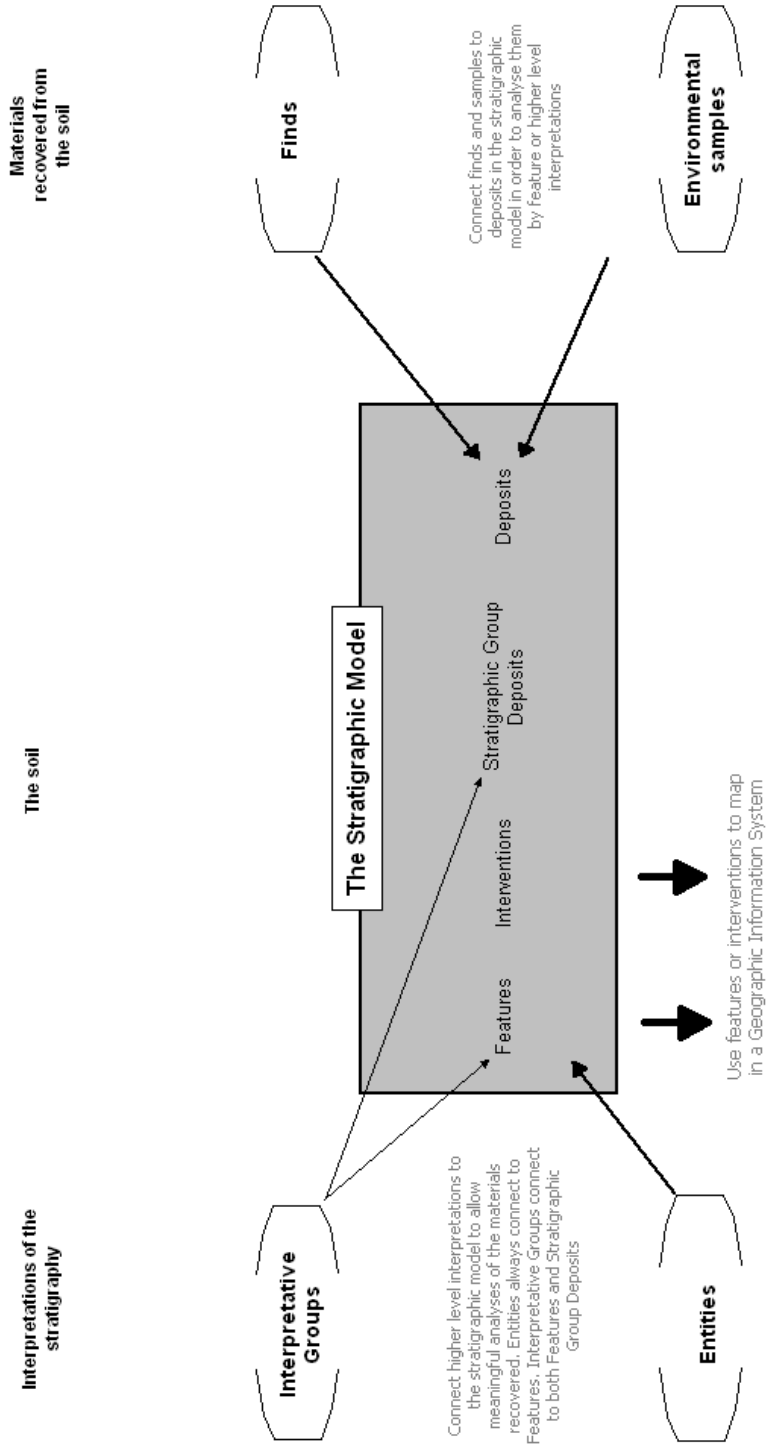 Interpretations of the
stratigraphy
The soil
Materials
recovered from
the soil
Interpretative
Groups
The Stratigraphic Model
Finds
Connect higher level interpretations to
the stratigraphic model to allow
meaningful analyses of the materials
recovered. Entities always connect to
Features. Interpretative Groups connect
to both Features and Stratigraphic
Group Deposits
Features
Interventions
Stratigraphic Group
Deposits
Deposits
Connect finds and samples to
deposits in the stratigraphic
model in order to analyse them
by feature or higher level
interpretations
Entities
Use features or interventions to map
in a Geographic Information System
Environmental
samples